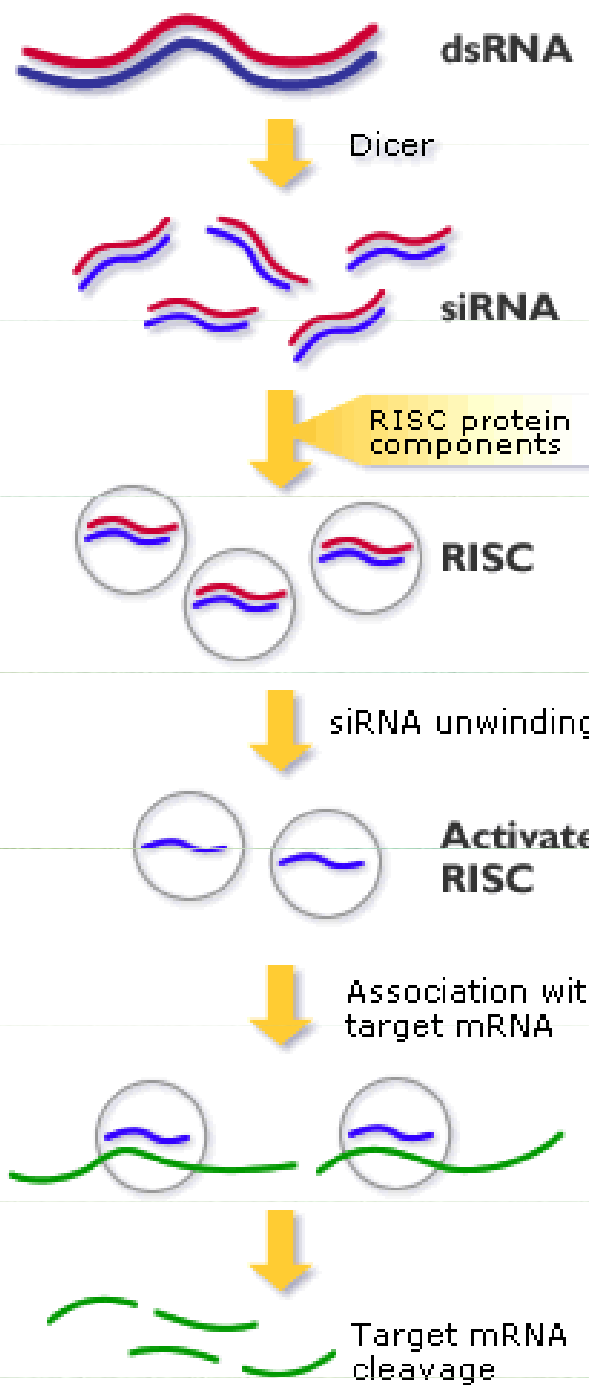 dsRNA
Dicer
siRNA
RISC protein
components
RISC
siRNA unwinding
Activate
RISC
Association wit
target mRNA
Target mRNA
cleavage